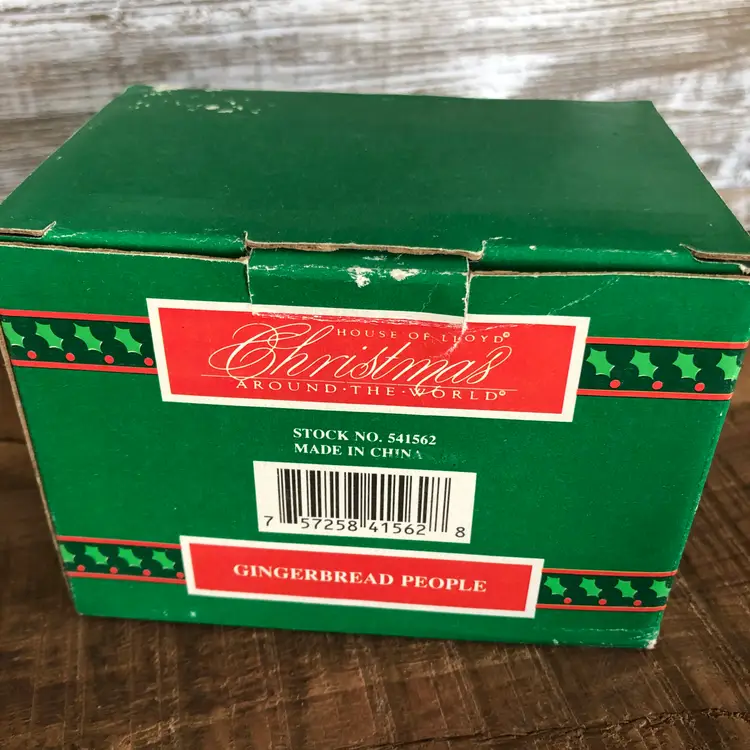 HOUSE OF LLOYD®
Christmas
AROUND·THE·WORLD®
STOCK NO. 541562
MADE IN CHINA
7 57258 41562 8
GINGERBREAD PEOPLE